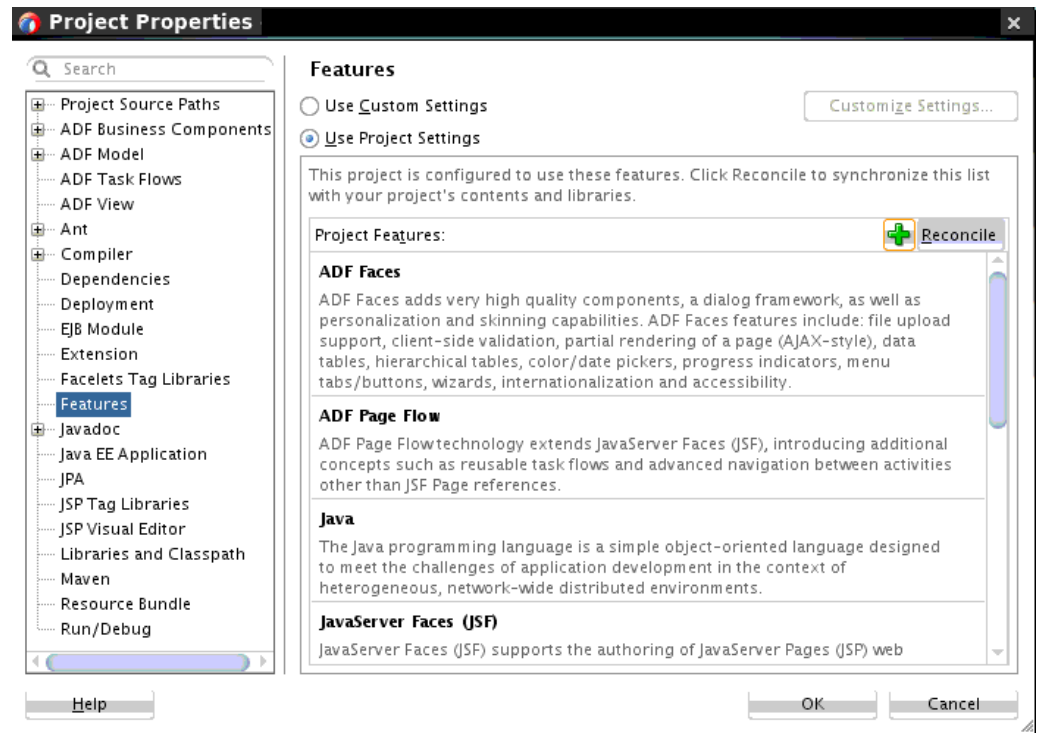 Project Properties
Search
Project Source Paths
ADF Business Components
ADF Model
ADF Task Flows
ADF View
Ant
Compiler
Dependencies
Deployment
EJB Module
Extension
Facelets Tag Libraries
Features
Javadoc
Java EE Application
JPA
JSP Tag Libraries
JSP Visual Editor
Libraries and Classpath
Maven
Resource Bundle
Run/Debug
Features
Use Custom Settings
Customize Settings...
Use Project Settings
This project is configured to use these features. Click Reconcile to synchronize this list
with your project's contents and libraries.
Project Features:
Reconcile
ADF Faces
ADF Faces adds very high quality components, a dialog framework, as well as
personalization and skinning capabilities. ADF Faces features include: file upload
support, client-side validation, partial rendering of a page (AJAX-style), data
tables, hierarchical tables, color/date pickers, progress indicators, menu
tabs/buttons, wizards, internationalization and accessibility.
ADF Page Flow
ADF Page Flow technology extends JavaServer Faces (JSF), introducing additional
concepts such as reusable task flows and advanced navigation between activities
other than JSF Page references.
Java
The Java programming language is a simple object-oriented language designed
to meet the challenges of application development in the context of
heterogeneous, network-wide distributed environments.
JavaServer Faces (JSF)
JavaServer Faces (JSF) supports the authoring of JavaServer Pages (JSP) web
Help
OK
Cancel